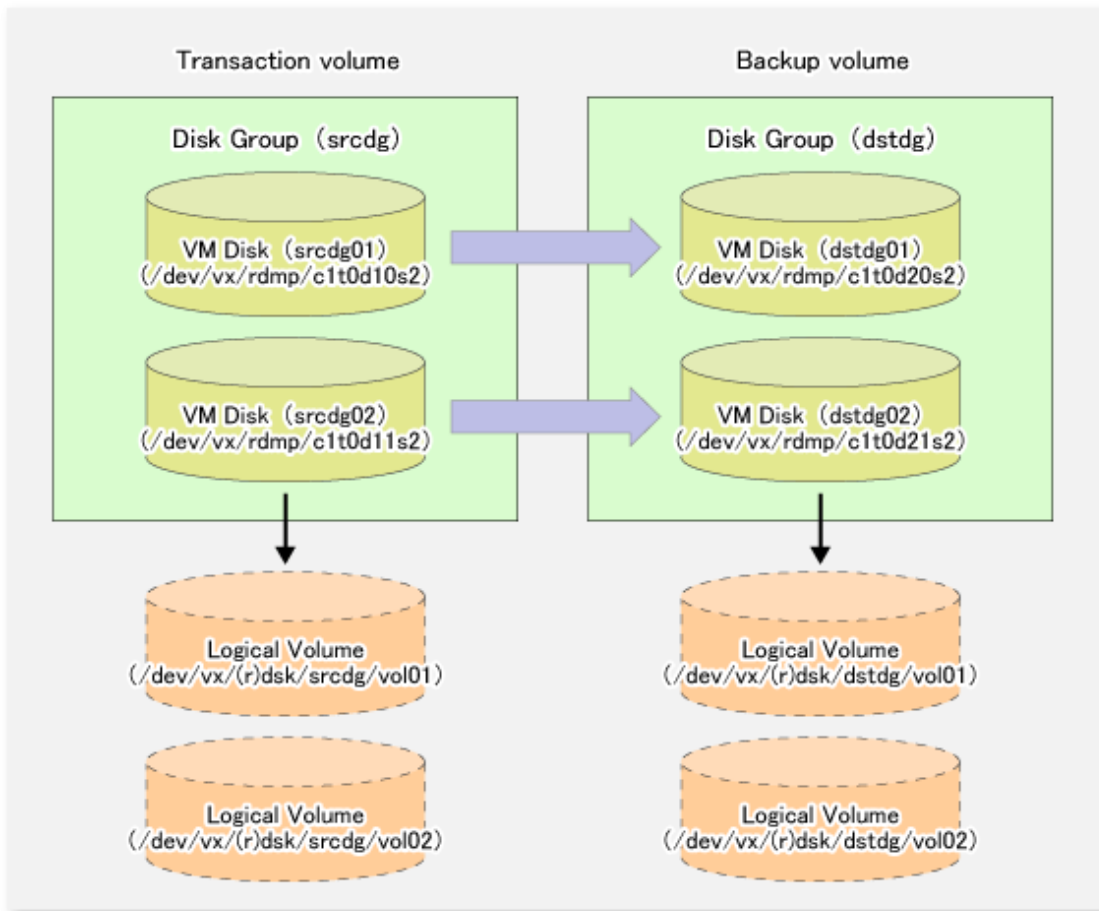 Transaction volume
Backup volume
Disk Group (srcdg)
Disk Group (dstdg)
VM Disk (srcdg01)
(/dev/vx/rdmp/c1t0d10s2)
VM Disk (dstdg01)
(/dev/vx/rdmp/c1t0d20s2)
VM Disk (srcdg02)
(/dev/vx/rdmp/c1t0d11s2)
VM Disk (dstdg02)
(/dev/vx/rdmp/c1t0d21s2)
Logical Volume
(/dev/vx/(r)dsk/srcdg/vol01)
Logical Volume
(/dev/vx/(r)dsk/dstdg/vol01)
Logical Volume
(/dev/vx/(r)dsk/srcdg/vol02)
Logical Volume
(/dev/vx/(r)dsk/dstdg/vol02)